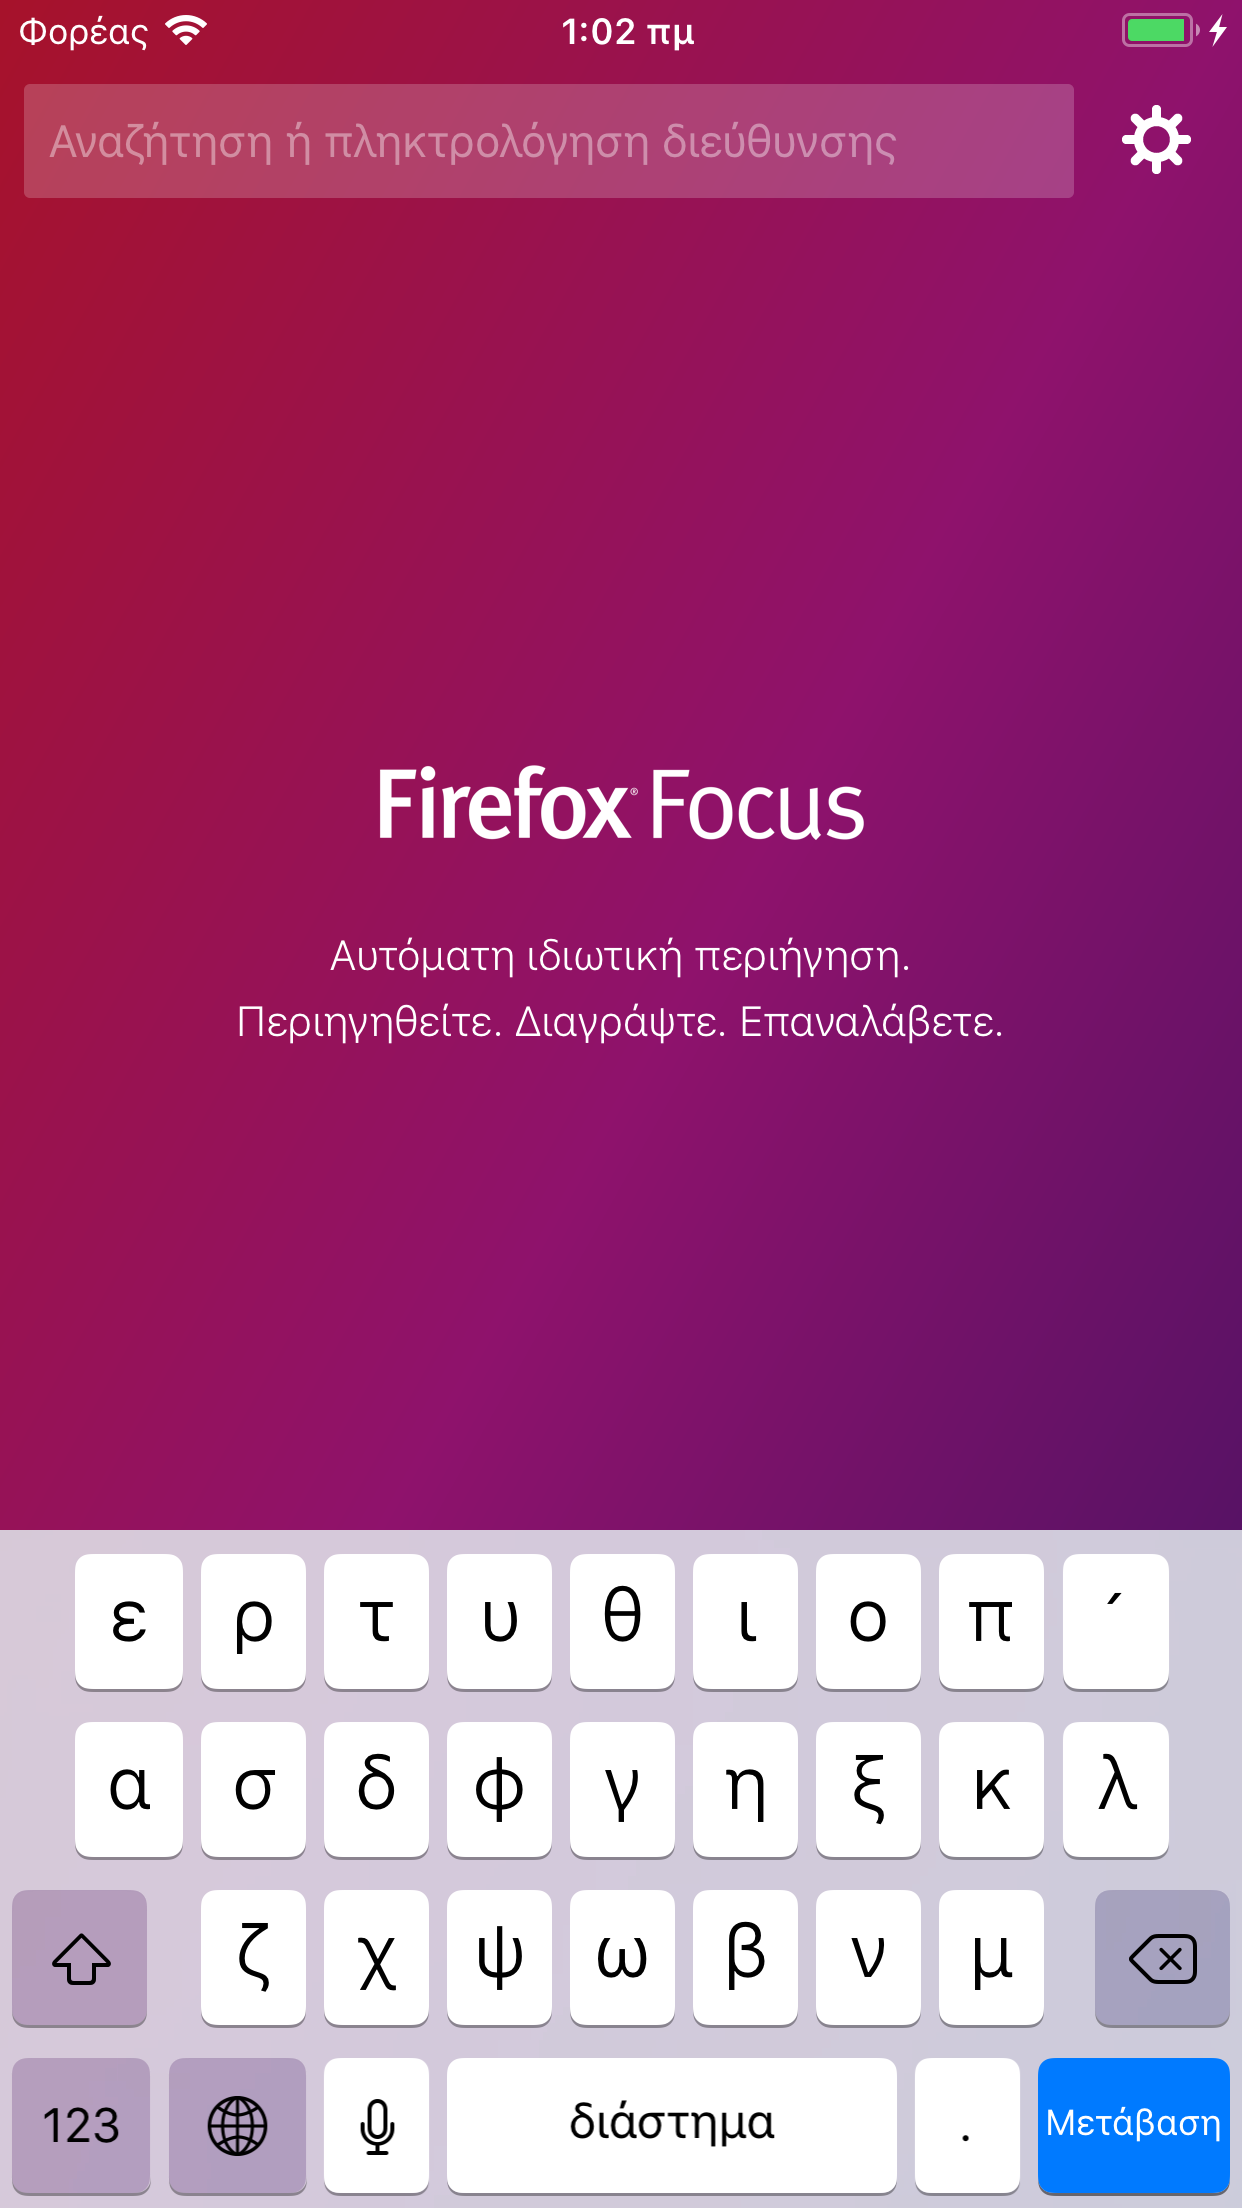 Φορέας 1:02 πμ
Αναζήτηση ή πληκτρολόγηση διεύθυνσης
Firefox® Focus
Αυτόματη ιδιωτική περιήγηση.
Περιηγηθείτε. Διαγράψτε. Επαναλάβετε.
ε ρ τ υ θ ι ο π ´
α σ δ φ γ η ξ κ λ
ζ χ ψ ω β ν μ
123 διάστημα . Μετάβαση